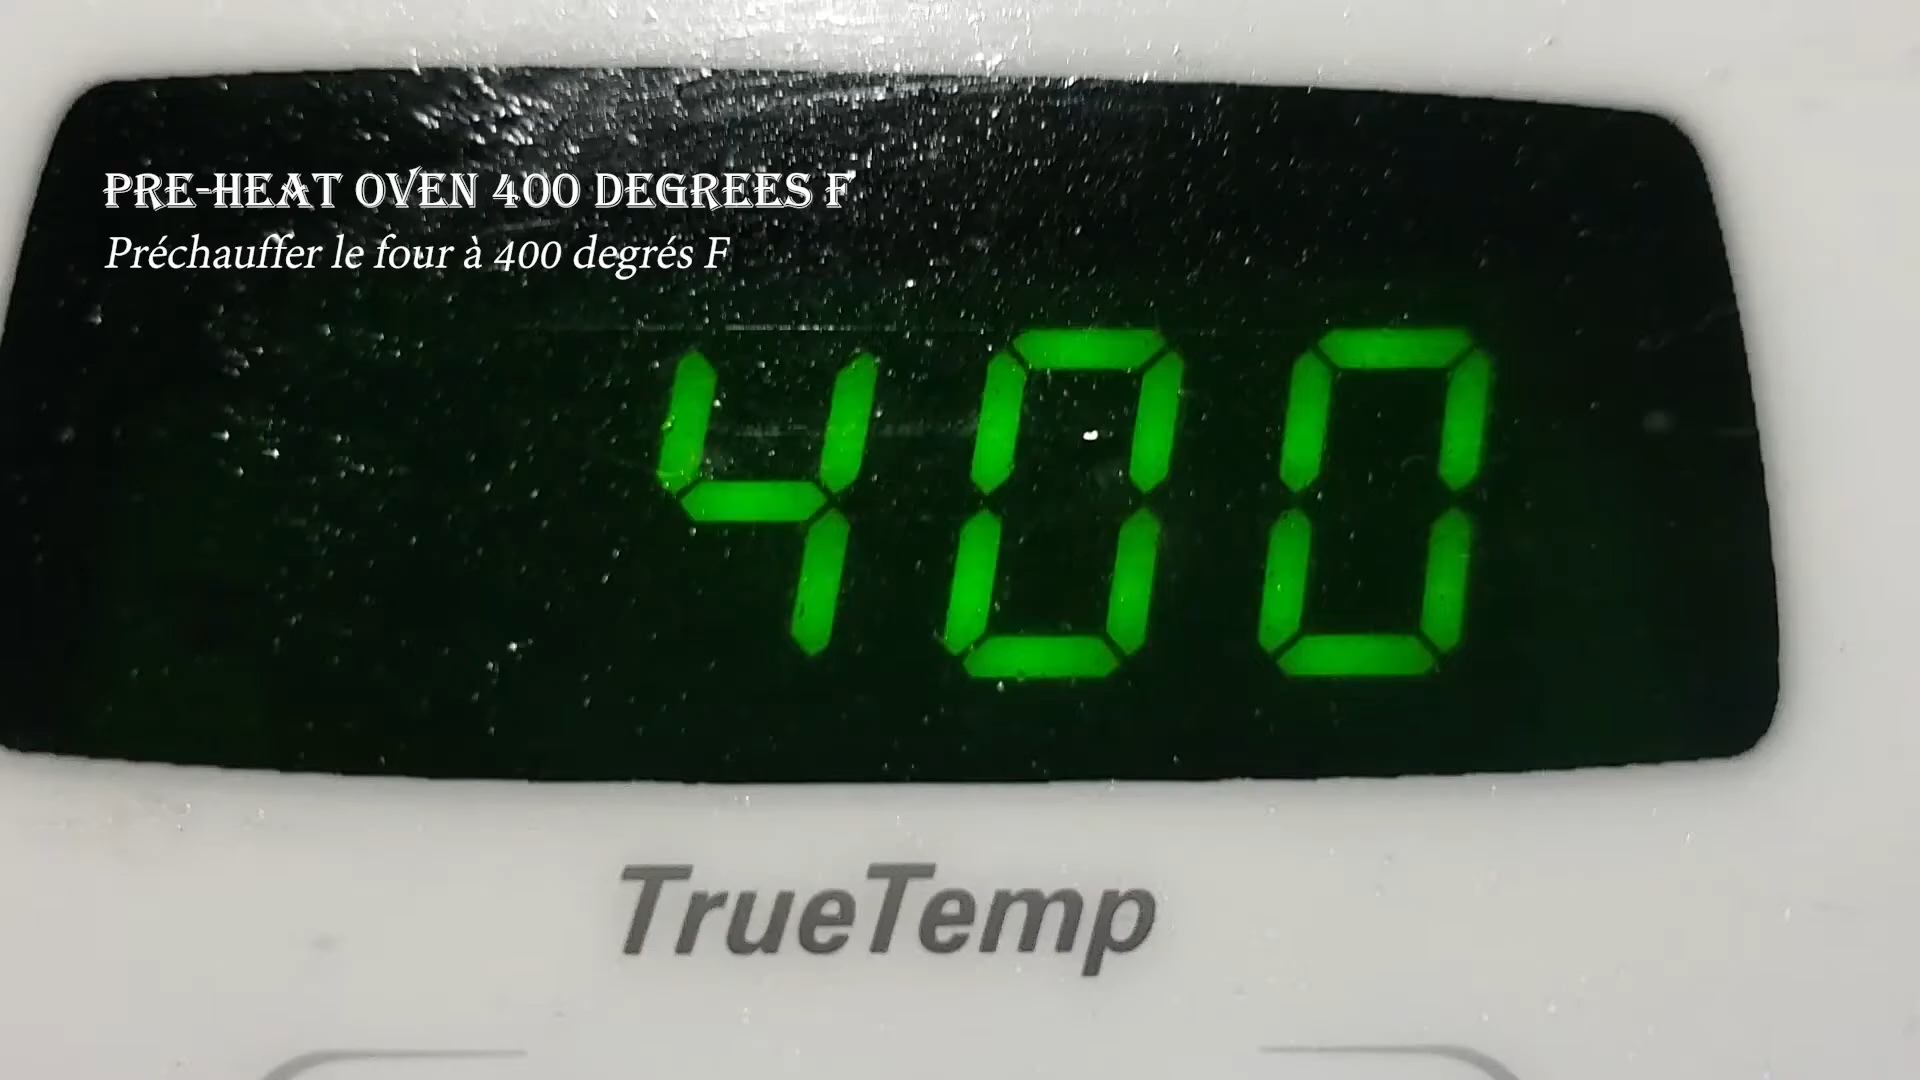 PRE-HEAT OVEN 400 DEGREES F
Préchauffer le four à 400 degrés F
400
TrueTemp